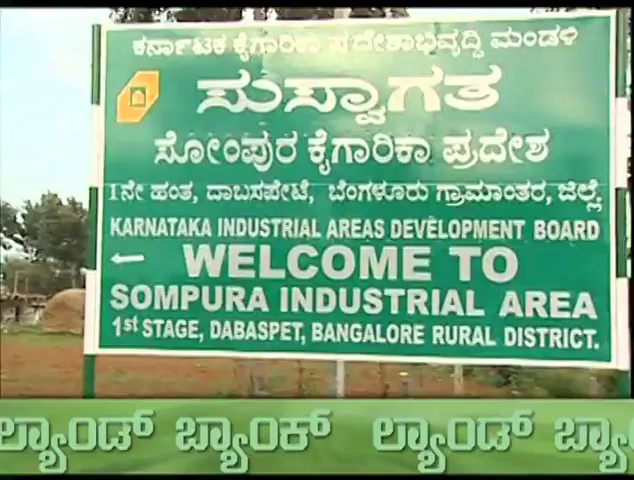 ಕರ್ನಾಟಕ ಕೈಗಾರಿಕಾ ಪ್ರದೇಶಾಭಿವೃದ್ಧಿ ಮಂಡಳಿ
ಸುಸ್ವಾಗತ
ಸೋಂಪುರ ಕೈಗಾರಿಕಾ ಪ್ರದೇಶ
1ನೇ ಹಂತ, ದಾಬಸಪೇಟೆ, ಬೆಂಗಳೂರು ಗ್ರಾಮಾಂತರ, ಜಿಲ್ಲೆ.
KARNATAKA INDUSTRIAL AREAS DEVELOPMENT BOARD
WELCOME TO
SOMPURA INDUSTRIAL AREA
1st STAGE, DABASPET, BANGALORE RURAL DISTRICT.
ಲ್ಯಾಂಡ್ ಬ್ಯಾಂಕ್ ಲ್ಯಾಂಡ್